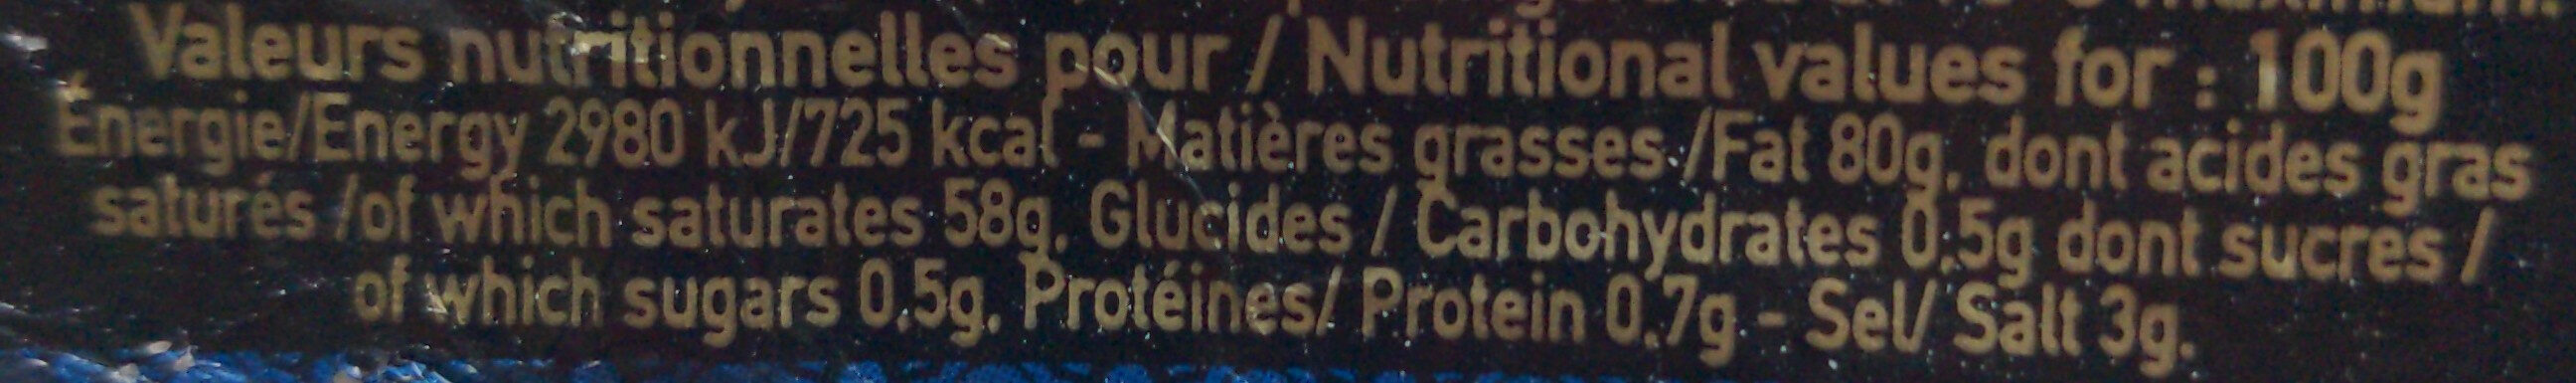 maximum.
Valeurs nutritionnelles pour / Nutritional values for : 100g
Énergie/Energy 2980 kJ/725 kcal - Matières grasses /Fat 80g, dont acides gras
saturés /of which saturates 58g, Glucides / Carbohydrates 0,5g dont sucres /
of which sugars 0,5g, Protéines/ Protein 0,7g - Sel/ Salt 3g.